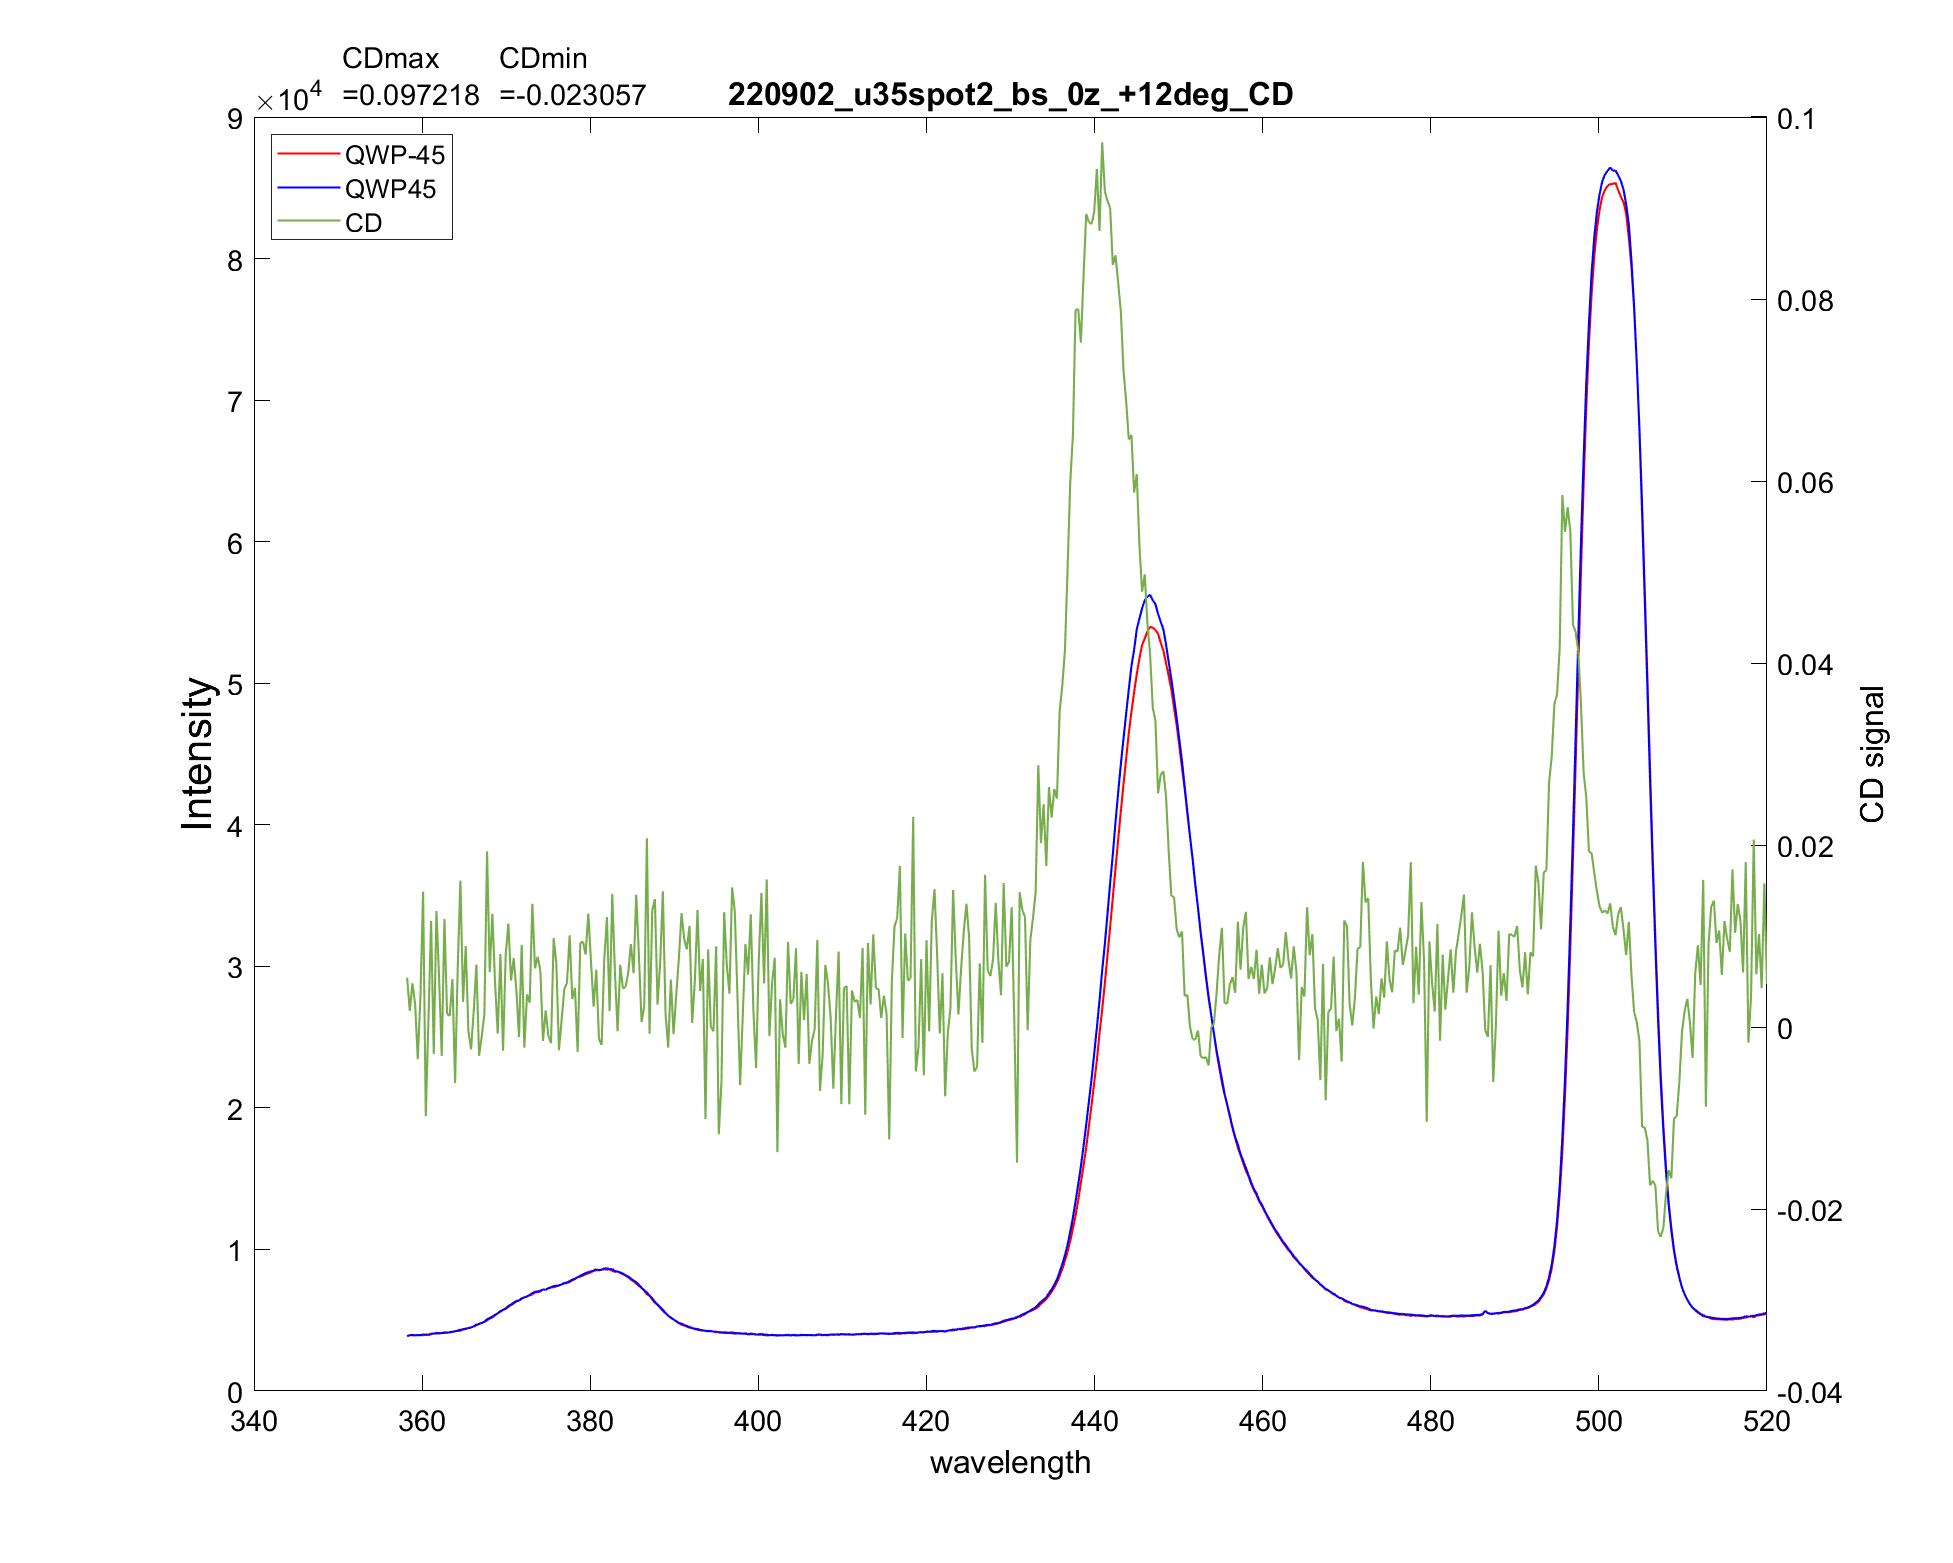 CDmax CDmin
×10⁴ =0.097218 =-0.023057 220902_u35spot2_bs_0z_+12deg_CD
9 0.1
QWP-45
QWP45
CD
8
0.08
7
0.06
6
5
0.04
Intensity
CD signal
4
0.02
3
0
2
-0.02
1
0 -0.04
340 360 380 400 420 440 460 480 500 520
wavelength